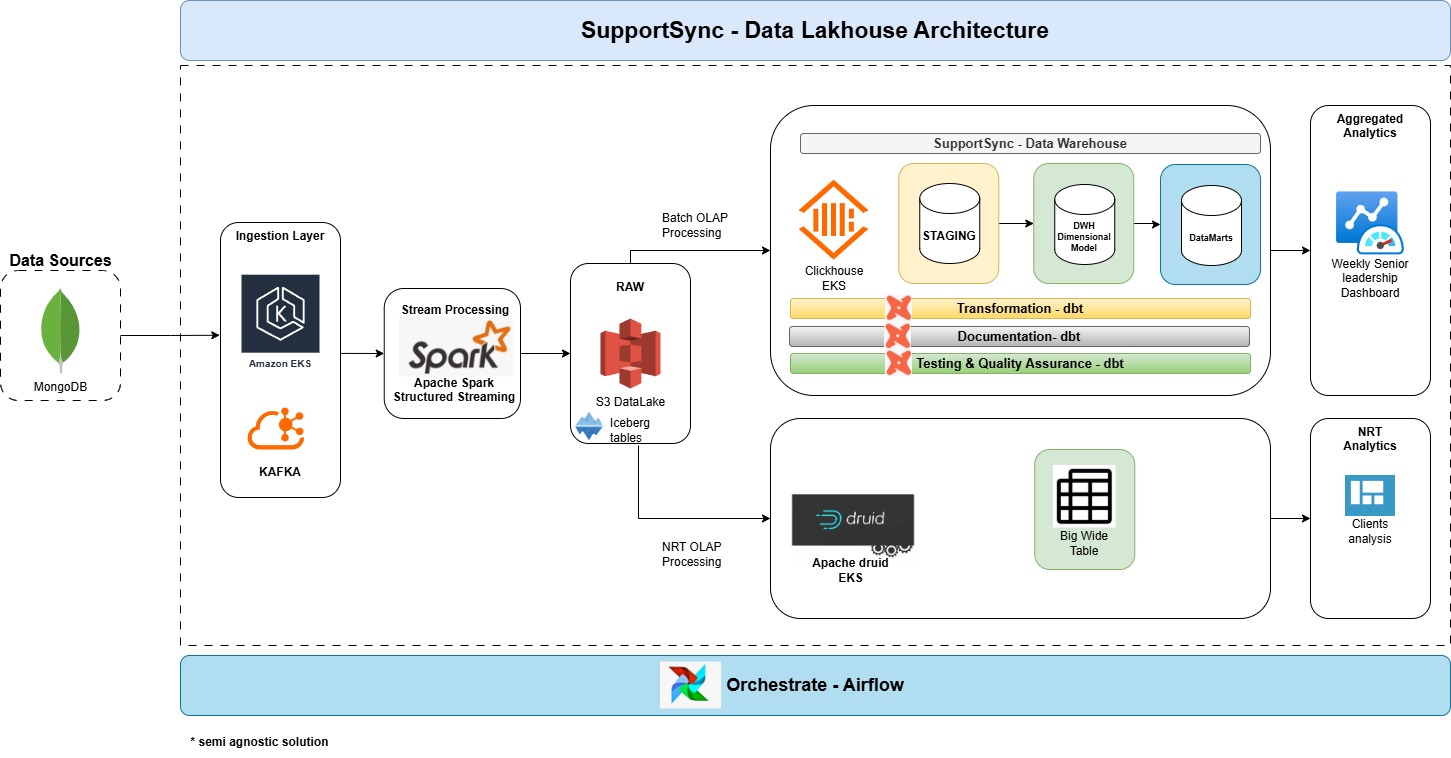 SupportSync - Data Lakhouse Architecture
Data Sources
MongoDB
Ingestion Layer
K
Amazon EKS
KAFKA
Stream Processing
Spark
Apache Spark
Structured Streaming
RAW
S3 DataLake
Iceberg
tables
Batch OLAP
Processing
NRT OLAP
Processing
SupportSync - Data Warehouse
Clickhouse
EKS
STAGING
DWH
Dimensional
Model
DataMarts
Transformation - dbt
Documentation- dbt
Testing & Quality Assurance - dbt
druid
Apache druid
EKS
Big Wide
Table
Aggregated
Analytics
Weekly Senior
leadership
Dashboard
NRT
Analytics
Clients
analysis
Orchestrate - Airflow
* semi agnostic solution